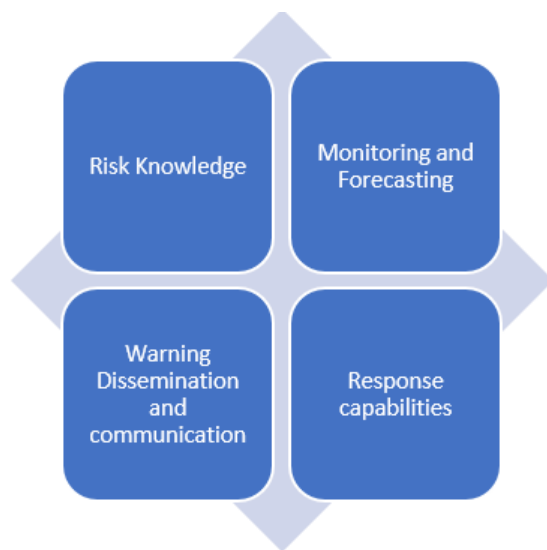 Risk Knowledge
Monitoring and
Forecasting
Warning
Dissemination
and
communication
Response
capabilities